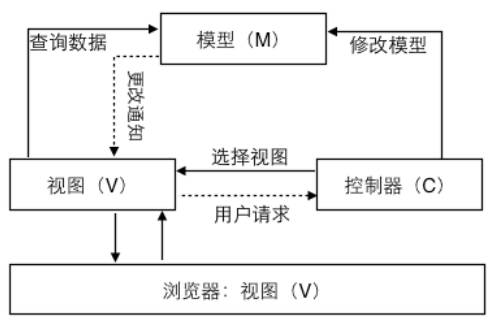 模型（M）
查询数据
修改模型
更改通知
选择视图
视图（V）
控制器（C）
用户请求
浏览器：视图（V）